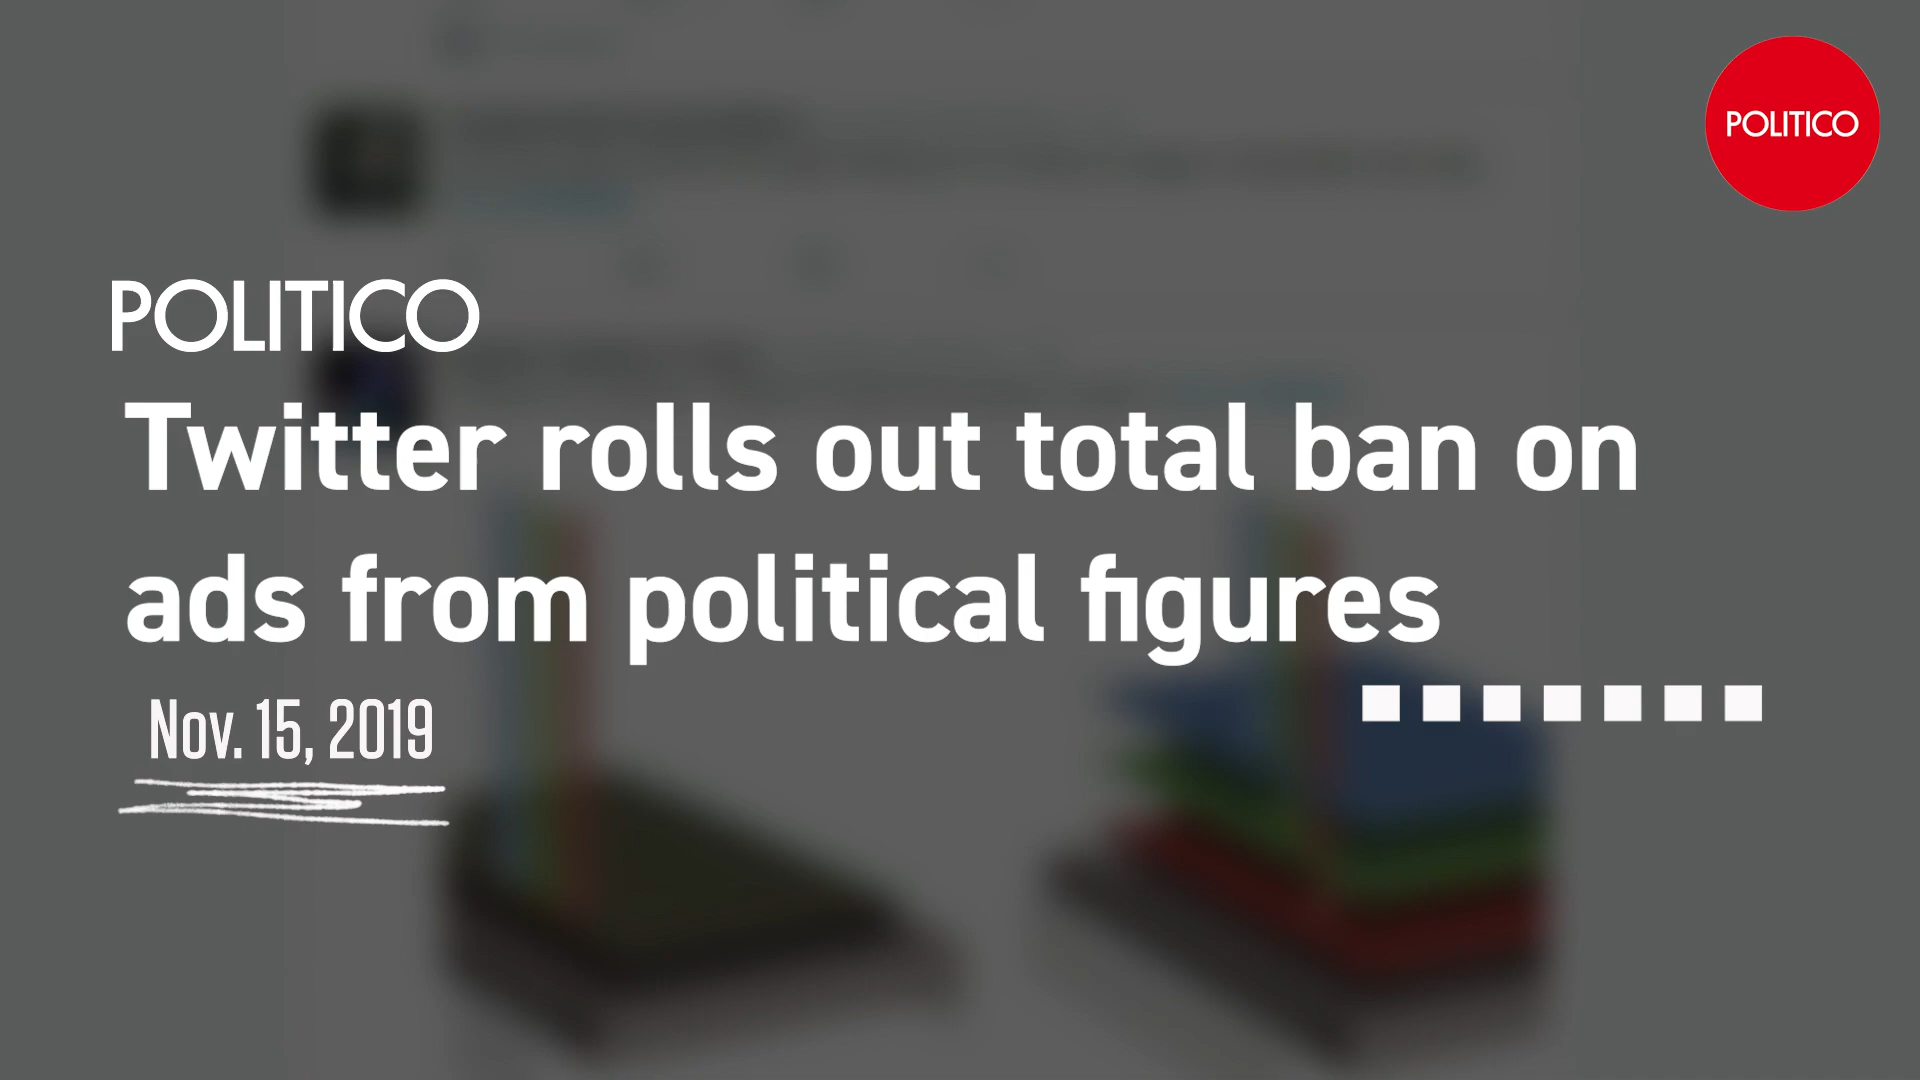 POLITICO
POLITICO
Twitter rolls out total ban on
ads from political figures
Nov. 15, 2019